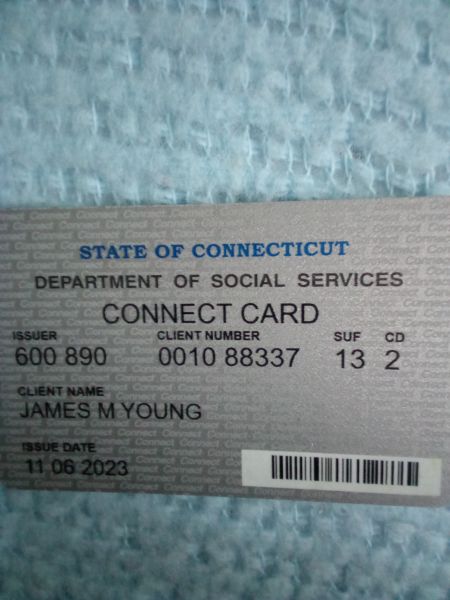 STATE OF CONNECTICUT
DEPARTMENT OF SOCIAL SERVICES
CONNECT CARD
ISSUER CLIENT NUMBER SUF CD
600 890 0010 88337 13 2
CLIENT NAME
JAMES M YOUNG
ISSUE DATE
11 06 2023